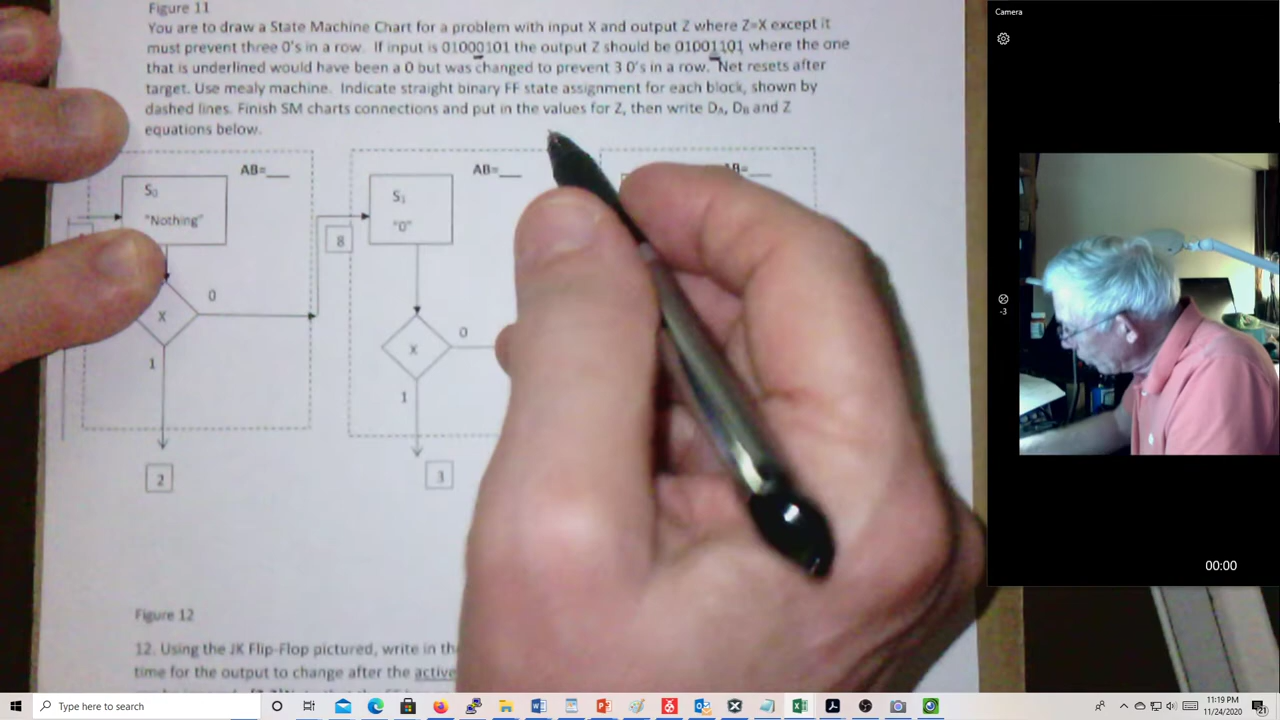 Figure 11
You are to draw a State Machine Chart for a problem with input X and output Z where Z=X except it
must prevent three 0's in a row. If input is 01000101 the output Z should be 01001101 where the one
that is underlined would have been a 0 but was changed to prevent 3 0's in a row. Net resets after
target. Use mealy machine. Indicate straight binary FF state assignment for each block, shown by
dashed lines. Finish SM charts connections and put in the values for Z, then write DA, DB and Z
equations below.
AB=__
AB=__
AB=__
S0
"Nothing"
S1
"0"
8
0
X
1
0
X
1
2
3
Figure 12
12. Using the JK Flip-Flop pictured, write in
time for the output to change after the active
Camera
-3
00:00
Type here to search
11:19 PM
11/24/2020
21